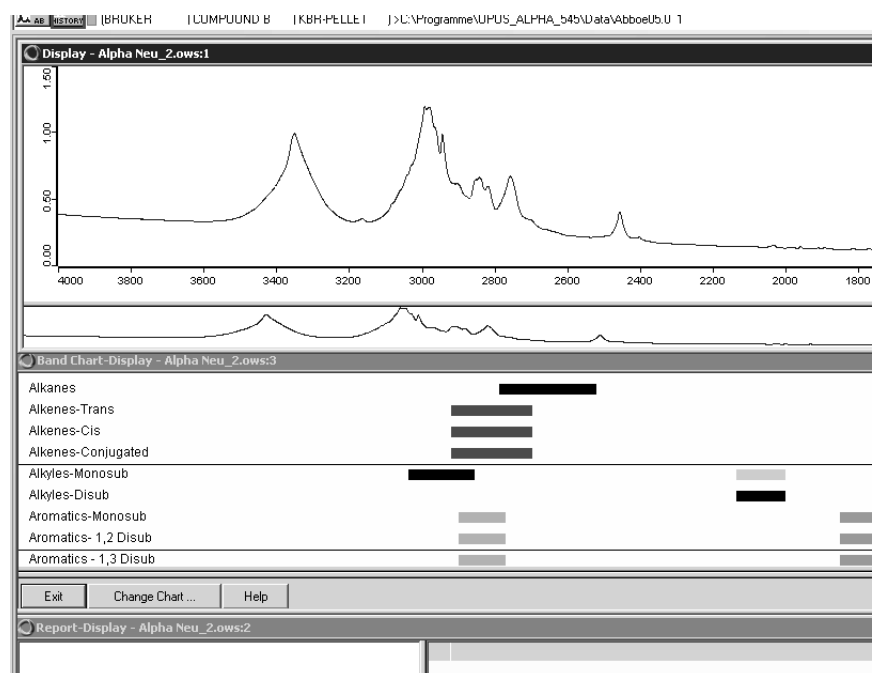 AB HISTORY [BRUKER [COMPOUND B [KBR-PELLET ]>C:\Programme\OPUS_ALPHA_545\Data\Abboe05.0 1
Display - Alpha Neu_2.ows:1
1.50
1.00
0.50
0.00
4000 3800 3600 3400 3200 3000 2800 2600 2400 2200 2000 1800
Band Chart-Display - Alpha Neu_2.ows:3
Alkanes
Alkenes-Trans
Alkenes-Cis
Alkenes-Conjugated
Alkyles-Monosub
Alkyles-Disub
Aromatics-Monosub
Aromatics- 1,2 Disub
Aromatics - 1,3 Disub
Exit Change Chart ... Help
Report-Display - Alpha Neu_2.ows:2